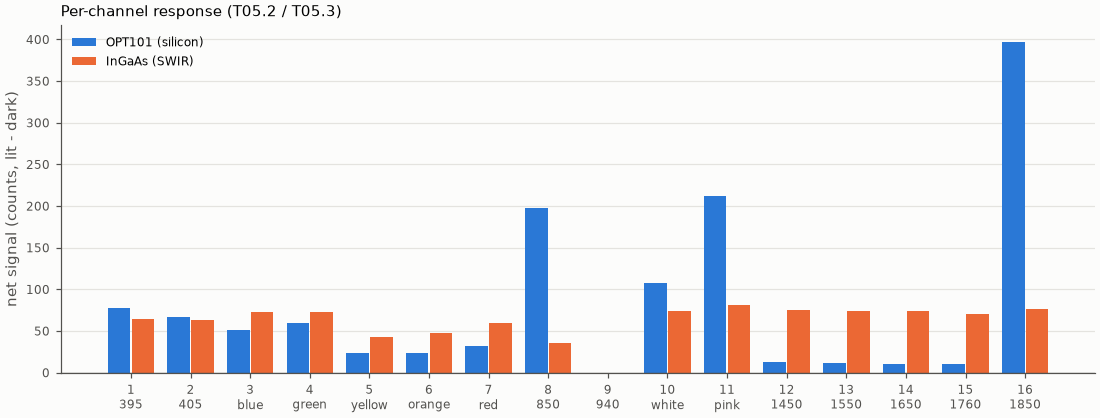 Per-channel response (T05.2 / T05.3)
OPT101 (silicon)
InGaAs (SWIR)
net signal (counts, lit - dark)
400
350
300
250
200
150
100
50
0
1 2 3 4 5 6 7 8 9 10 11 12 13 14 15 16
395 405 blue green yellow orange red 850 940 white pink 1450 1550 1650 1760 1850